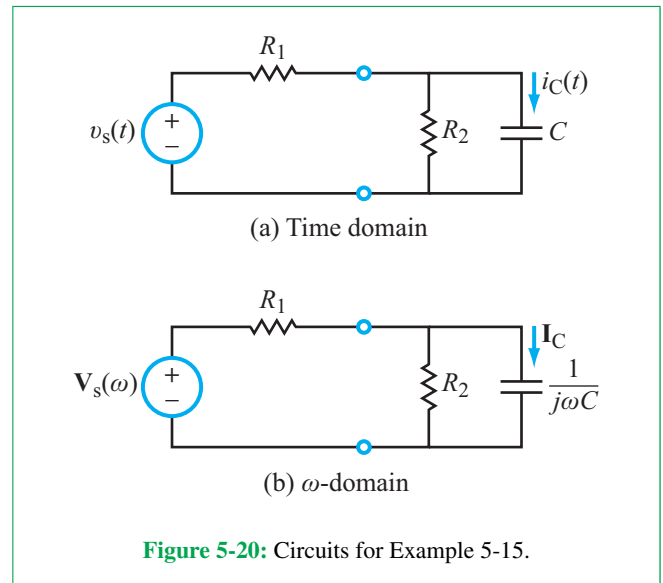 R1
υs(t)
+
−
R2
iC(t)
C
(a) Time domain
R1
Vs(ω)
+
−
R2
IC
1
jωC
(b) ω-domain
Figure 5-20: Circuits for Example 5-15.